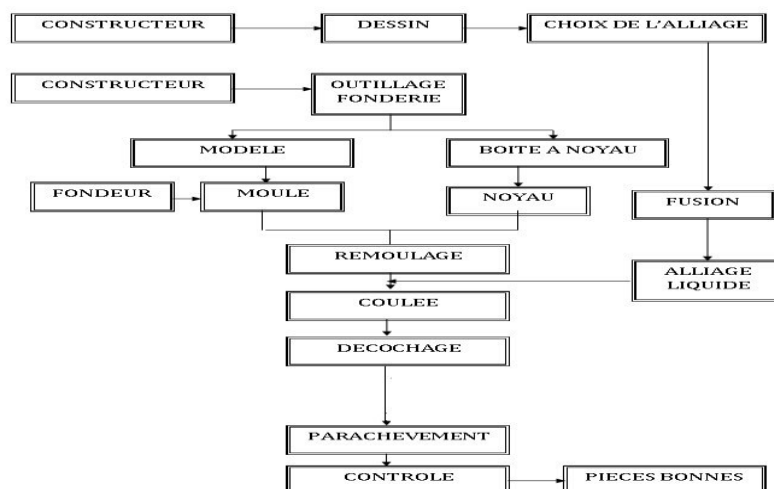 CONSTRUCTEUR
DESSIN
CHOIX DE L'ALLIAGE
CONSTRUCTEUR
OUTILLAGE
FONDERIE
MODELE
BOITE A NOYAU
FONDEUR
MOULE
NOYAU
FUSION
REMOULAGE
ALLIAGE
LIQUIDE
COULEE
DECOCHAGE
PARACHEVEMENT
CONTROLE
PIECES BONNES